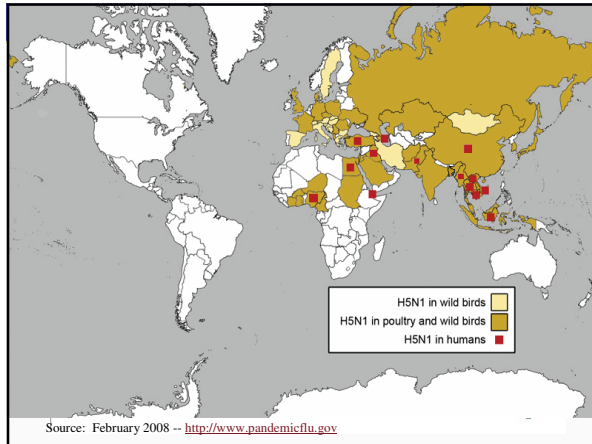 H5N1 in wild birds
H5N1 in poultry and wild birds
H5N1 in humans
Source:  February 2008 -- http://www.pandemicflu.gov